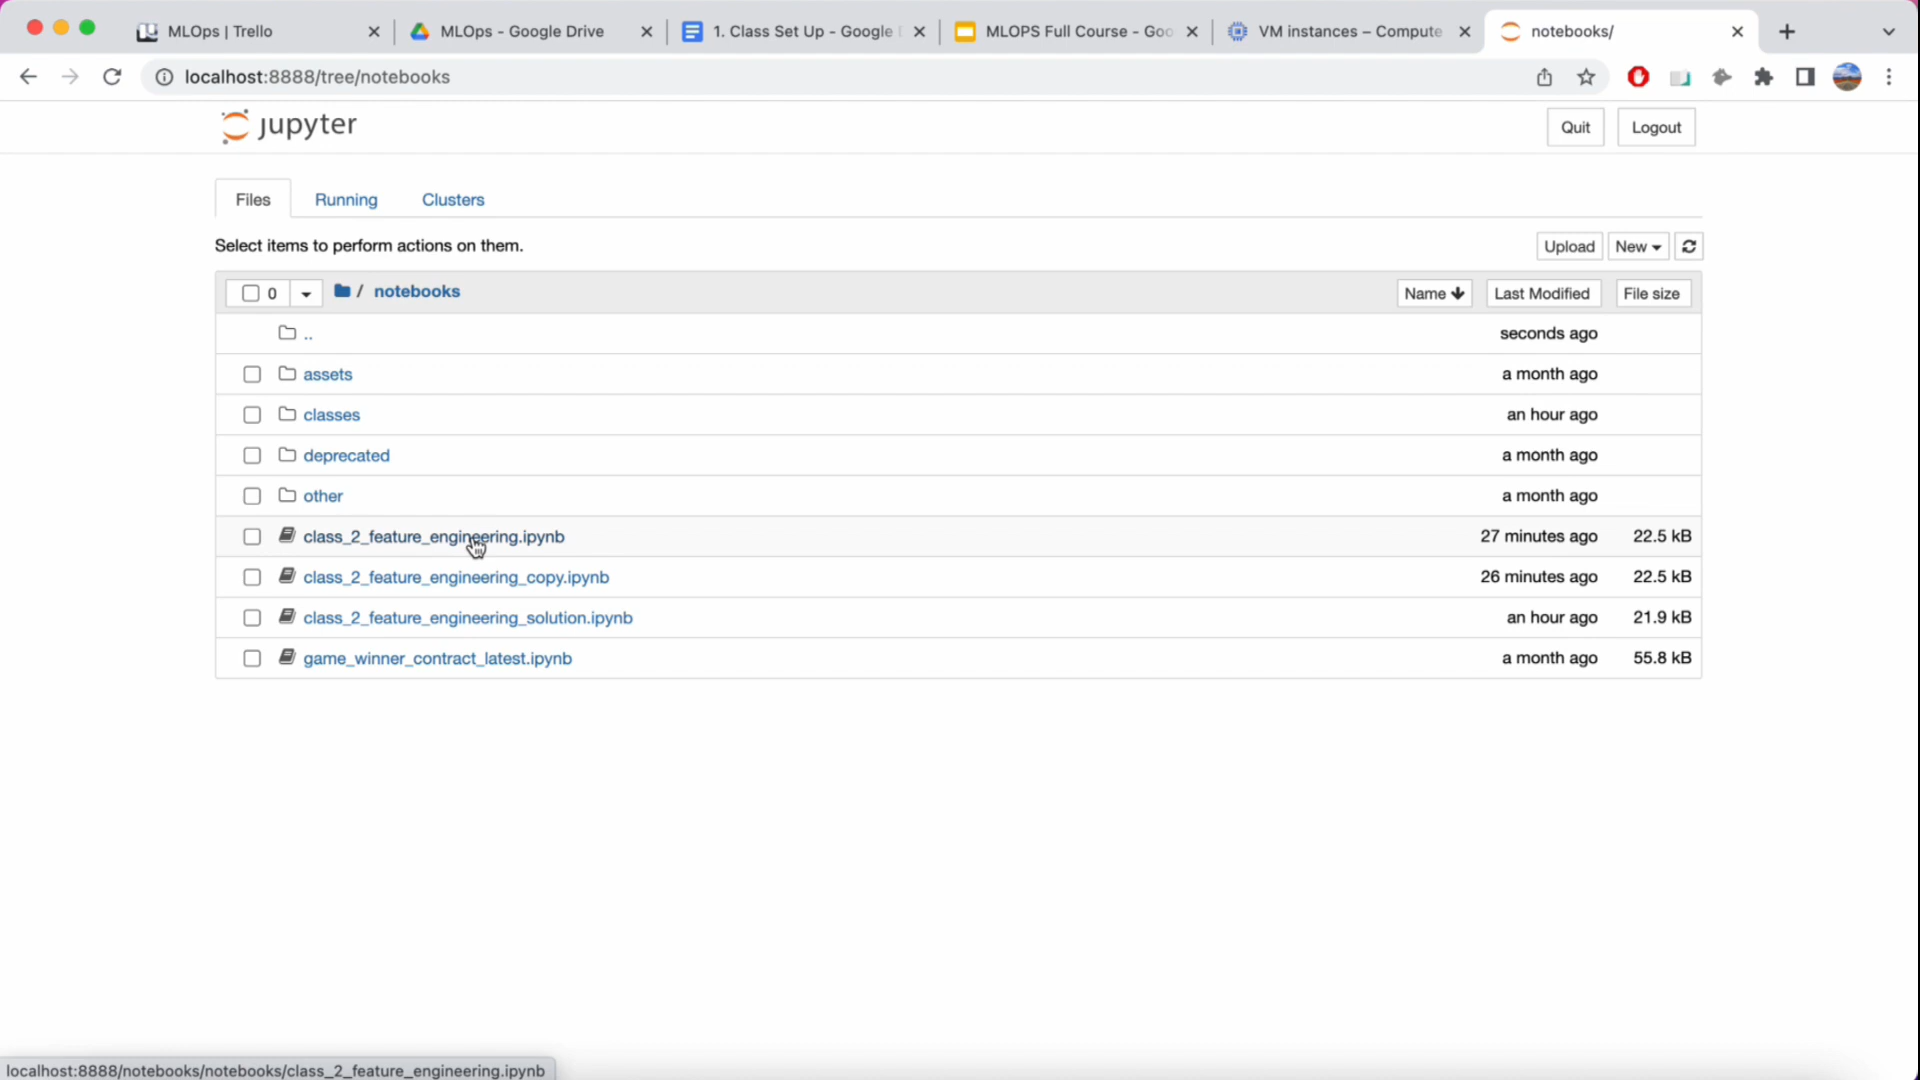 MLOps | Trello
MLOps - Google Drive
1. Class Set Up - Google
MLOPS Full Course - Goo
VM instances – Compute
notebooks/
localhost:8888/tree/notebooks
jupyter
Quit
Logout
Files
Running
Clusters
Select items to perform actions on them.
Upload
New
0
/
notebooks
Name
Last Modified
File size
..
seconds ago
assets
a month ago
classes
an hour ago
deprecated
a month ago
other
a month ago
class_2_feature_engineering.ipynb
27 minutes ago
22.5 kB
class_2_feature_engineering_copy.ipynb
26 minutes ago
22.5 kB
class_2_feature_engineering_solution.ipynb
an hour ago
21.9 kB
game_winner_contract_latest.ipynb
a month ago
55.8 kB
localhost:8888/notebooks/notebooks/class_2_feature_engineering.ipynb